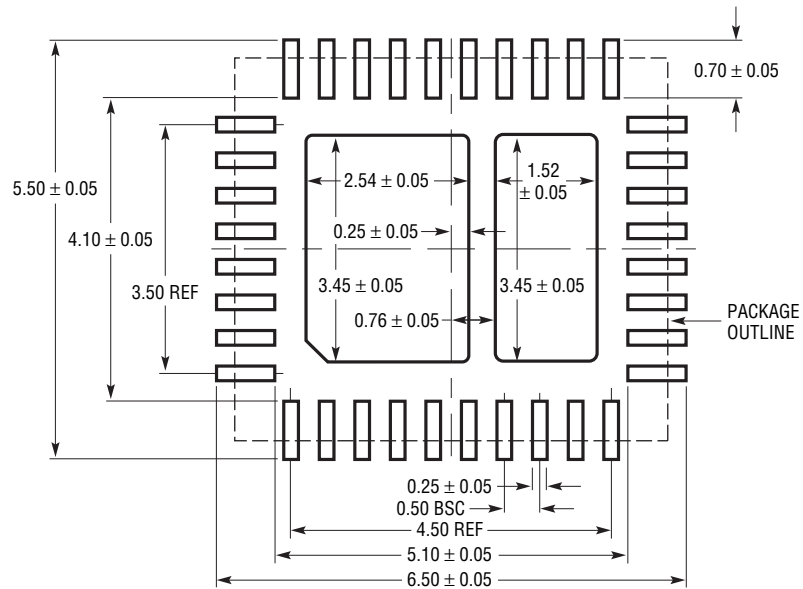 0.70 ± 0.05
5.50 ± 0.05
2.54 ± 0.05
1.52
± 0.05
4.10 ± 0.05
0.25 ± 0.05
3.50 REF
3.45 ± 0.05
3.45 ± 0.05
0.76 ± 0.05
PACKAGE
OUTLINE
0.25 ± 0.05
0.50 BSC
4.50 REF
5.10 ± 0.05
6.50 ± 0.05